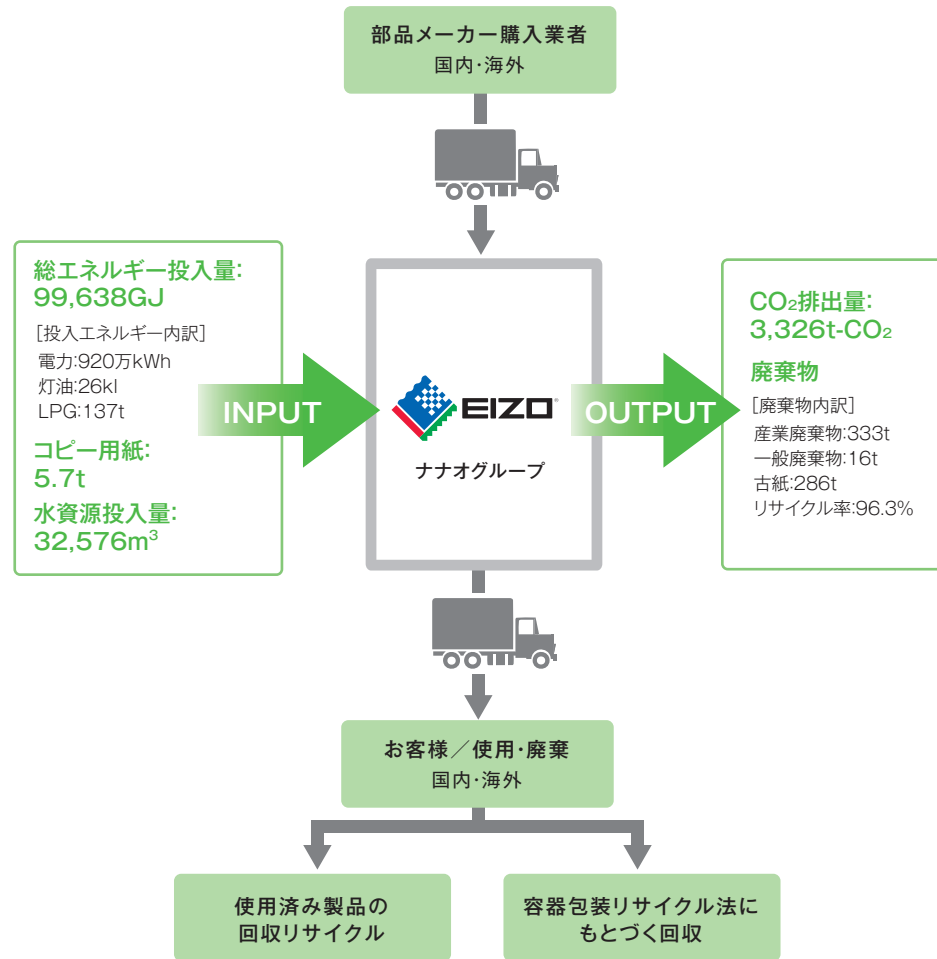 部品メーカー購入業者
国内・海外
総エネルギー投入量:
99,638GJ
[投入エネルギー内訳]
電力:920万kWh
灯油:26kl
LPG:137t
コピー用紙:
5.7t
水資源投入量:
32,576m³
INPUT
EIZO®
ナナオグループ
OUTPUT
CO₂排出量:
3,326t-CO₂
廃棄物
[廃棄物内訳]
産業廃棄物:333t
一般廃棄物:16t
古紙:286t
リサイクル率:96.3%
お客様／使用・廃棄
国内・海外
使用済み製品の
回収リサイクル
容器包装リサイクル法に
もとづく回収